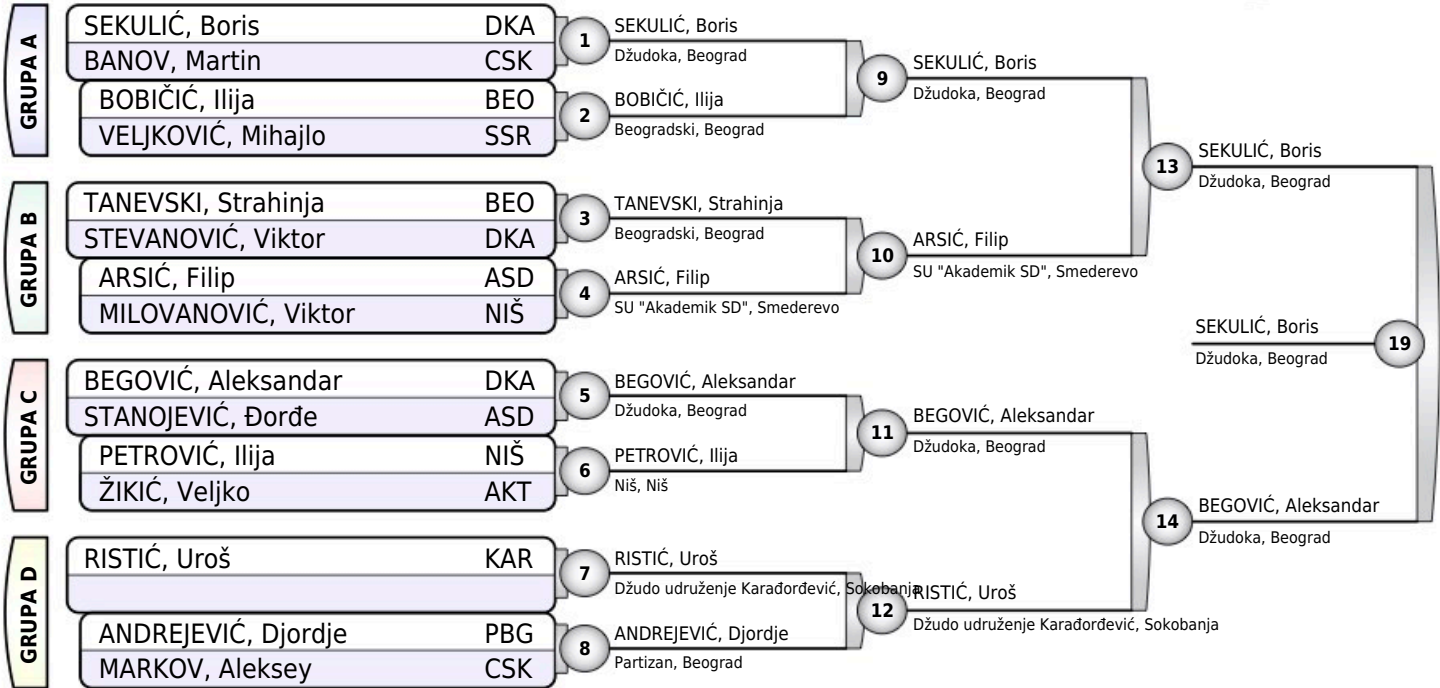 GRUPA A
SEKULIĆ, Boris DKA
BANOV, Martin CSK
BOBIČIĆ, Ilija BEO
VELJKOVIĆ, Mihajlo SSR
GRUPA B
TANEVSKI, Strahinja BEO
STEVANOVIĆ, Viktor DKA
ARSIĆ, Filip ASD
MILOVANOVIĆ, Viktor NIŠ
GRUPA C
BEGOVIĆ, Aleksandar DKA
STANOJEVIĆ, Đorđe ASD
PETROVIĆ, Ilija NIŠ
ŽIKIĆ, Veljko AKT
GRUPA D
RISTIĆ, Uroš KAR
ANDREJEVIĆ, Djordje PBG
MARKOV, Aleksey CSK
1
SEKULIĆ, Boris
Džudoka, Beograd
2
BOBIČIĆ, Ilija
Beogradski, Beograd
3
TANEVSKI, Strahinja
Beogradski, Beograd
4
ARSIĆ, Filip
SU "Akademik SD", Smederevo
5
BEGOVIĆ, Aleksandar
Džudoka, Beograd
6
PETROVIĆ, Ilija
Niš, Niš
7
RISTIĆ, Uroš
Džudo udruženje Karađorđević, Sokobanja
8
ANDREJEVIĆ, Djordje
Partizan, Beograd
9
SEKULIĆ, Boris
Džudoka, Beograd
10
ARSIĆ, Filip
SU "Akademik SD", Smederevo
11
BEGOVIĆ, Aleksandar
Džudoka, Beograd
12
RISTIĆ, Uroš
Džudo udruženje Karađorđević, Sokobanja
13
SEKULIĆ, Boris
Džudoka, Beograd
14
BEGOVIĆ, Aleksandar
Džudoka, Beograd
SEKULIĆ, Boris
Džudoka, Beograd
19